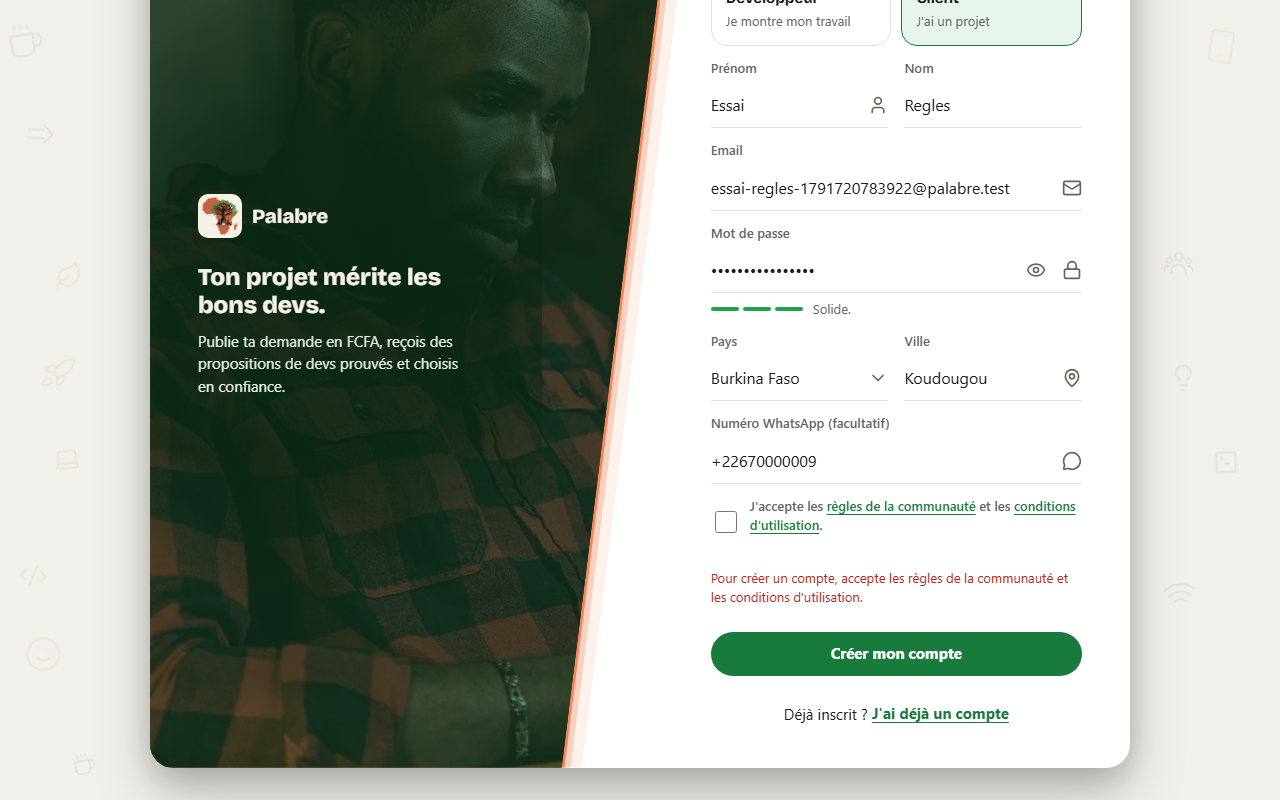 Palabre
Ton projet mérite les
bons devs.
Publie ta demande en FCFA, reçois des
propositions de devs prouvés et choisis
en confiance.
Développeur
Je montre mon travail
Client
J'ai un projet
Prénom
Nom
Essai
Regles
Email
essai-regles-1791720783922@palabre.test
Mot de passe
••••••••••••••••
Solide.
Pays
Ville
Burkina Faso
Koudougou
Numéro WhatsApp (facultatif)
+22670000009
J'accepte les règles de la communauté et les conditions
d'utilisation.
Pour créer un compte, accepte les règles de la communauté et
les conditions d'utilisation.
Créer mon compte
Déjà inscrit ? J'ai déjà un compte